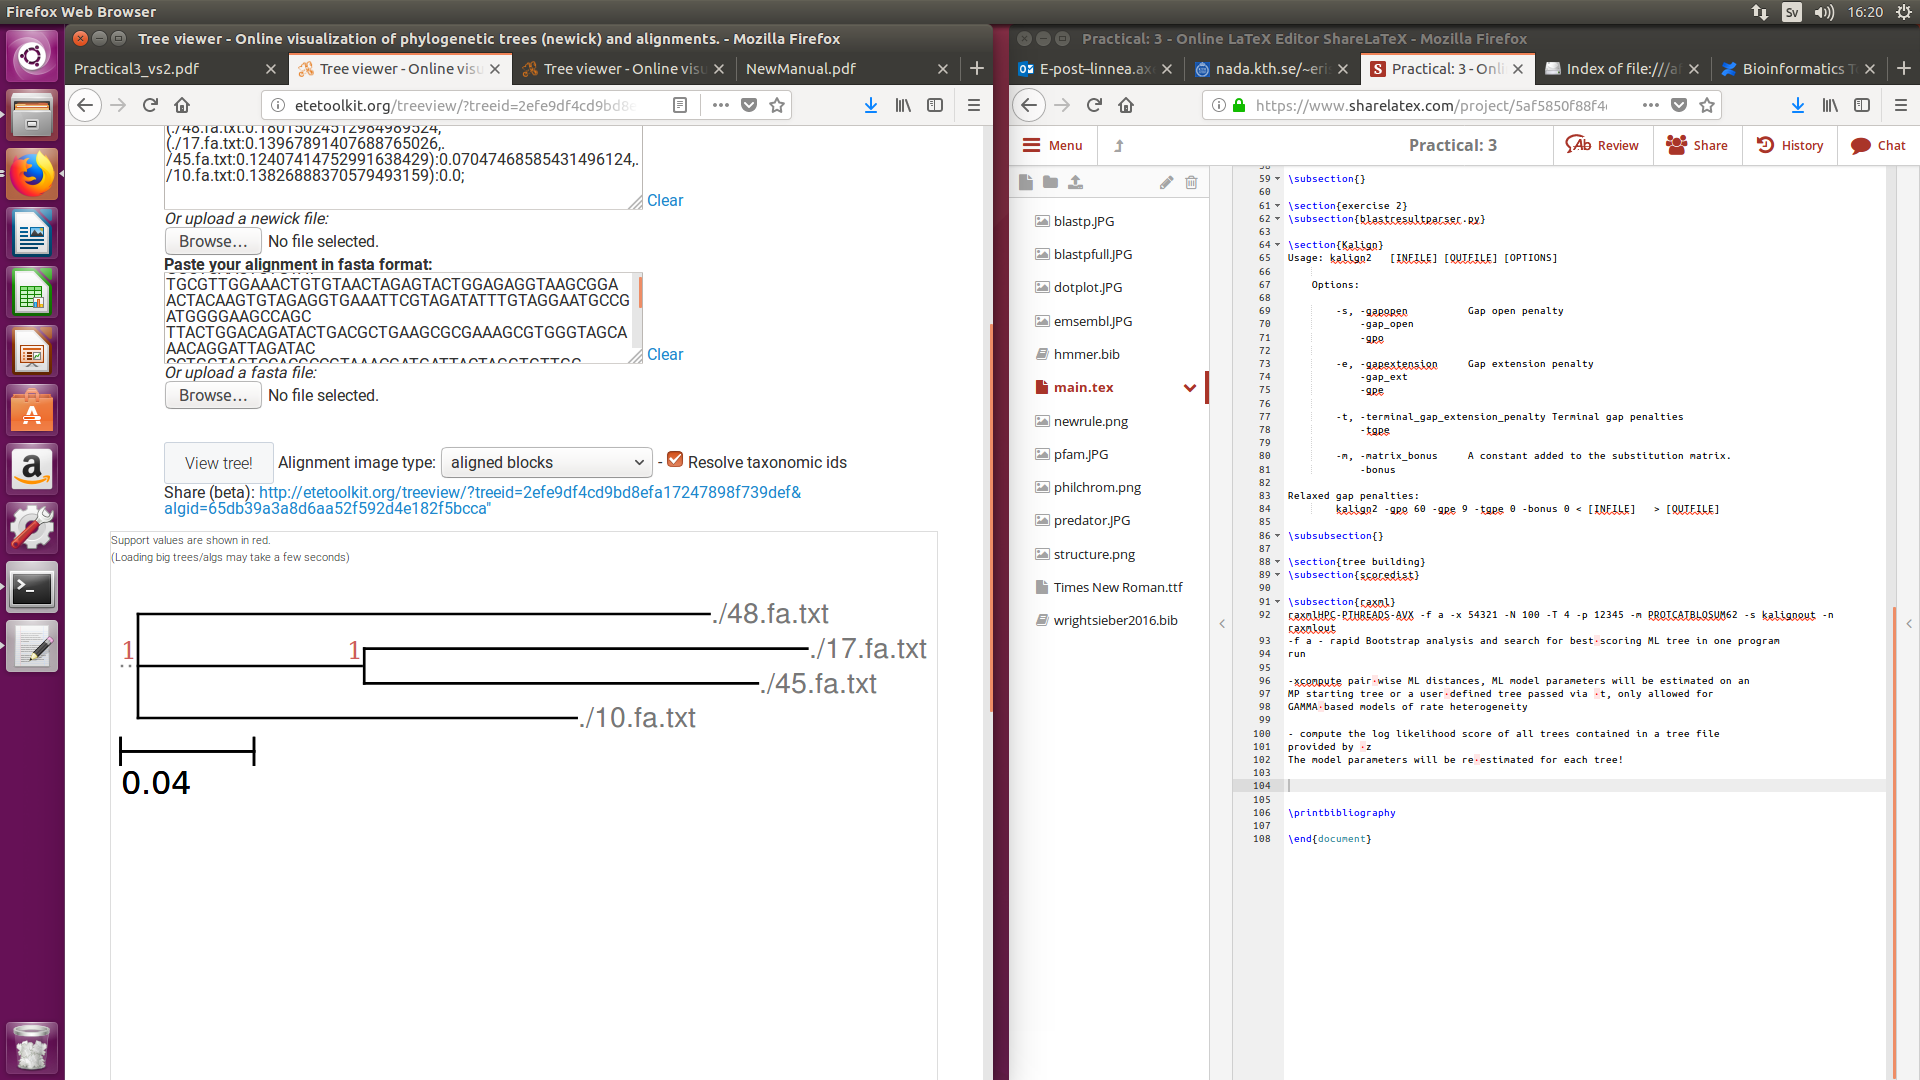 Firefox Web Browser
Sv
16:20
Tree viewer - Online visualization of phylogenetic trees (newick) and alignments. - Mozilla Firefox
Practical3_vs2.pdf
Tree viewer - Online visu
Tree viewer - Online visu
NewManual.pdf
etetoolkit.org/treeview/?treeid=2efe9df4cd9bd8e
(./48.fa.txt:0.18015024512984989524,
(./17.fa.txt:0.13967891407688765026,.
/45.fa.txt:0.12407414752991638429):0.07047468585431496124,.
/10.fa.txt:0.13826888370579493159):0.0;
Clear
Or upload a newick file:
Browse... No file selected.
Paste your alignment in fasta format:
TGCGTTGGAAACTGTGTAACTAGAGTACTGGAGAGGTAAGCGGA
ACTACAAGTGTAGAGGTGAAATTCGTAGATATTTGTAGGAATGCCG
ATGGGGAAGCCAGC
TTACTGGACAGATACTGACGCTGAAGCGCGAAAGCGTGGGTAGCA
AACAGGATTAGATAC
Clear
Or upload a fasta file:
Browse... No file selected.
View tree! Alignment image type: aligned blocks - Resolve taxonomic ids
Share (beta): http://etetoolkit.org/treeview/?treeid=2efe9df4cd9bd8efa17247898f739def&
algid=65db39a3a8d6aa52f592d4e182f5bcca"
Support values are shown in red.
(Loading big trees/algs may take a few seconds)
./48.fa.txt
1
1
./17.fa.txt
./45.fa.txt
./10.fa.txt
0.04
Practical: 3 - Online LaTeX Editor ShareLaTeX - Mozilla Firefox
E-post–linnea.ax
nada.kth.se/~eri
Practical: 3 - Onli
Index of file:///a
Bioinformatics T
https://www.sharelatex.com/project/5af5850f88f4
Menu
Practical: 3
Review
Share
History
Chat
blastp.JPG
blastpfull.JPG
dotplot.JPG
emsembl.JPG
hmmer.bib
main.tex
newrule.png
pfam.JPG
philchrom.png
predator.JPG
structure.png
Times New Roman.ttf
wrightsieber2016.bib
58
59 \subsection{}
60
61 \section{exercise 2}
62 \subsection{blastresultparser.py}
63
64 \section{Kalign}
65 Usage: kalign2 [INFILE] [OUTFILE] [OPTIONS]
66
67 Options:
68
69 -s, -gapopen Gap open penalty
70 -gap_open
71 -gpo
72
73 -e, -gapextension Gap extension penalty
74 -gap_ext
75 -gpe
76
77 -t, -terminal_gap_extension_penalty Terminal gap penalties
78 -tgpe
79
80 -m, -matrix_bonus A constant added to the substitution matrix.
81 -bonus
82
83 Relaxed gap penalties:
84 kalign2 -gpo 60 -gpe 9 -tgpe 0 -bonus 0 < [INFILE] > [OUTFILE]
85
86 \subsubsection{}
87
88 \section{tree building}
89 \subsection{scoredist}
90
91 \subsection{raxml}
92 raxmlHPC-PTHREADS-AVX -f a -x 54321 -N 100 -T 4 -p 12345 -m PROTCATBLOSUM62 -s kalignout -n
raxmlout
93 -f a - rapid Bootstrap analysis and search for best-scoring ML tree in one program
94 run
95
96 -xcompute pair-wise ML distances, ML model parameters will be estimated on an
97 MP starting tree or a user-defined tree passed via -t, only allowed for
98 GAMMA-based models of rate heterogeneity
99
100 - compute the log likelihood score of all trees contained in a tree file
101 provided by -z
102 The model parameters will be re-estimated for each tree!
103
104
105
106 \printbibliography
107
108 \end{document}